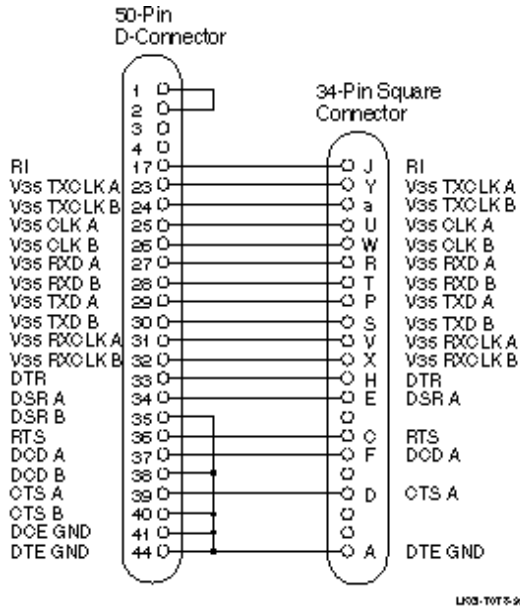 50-Pin
D-Connector
34-Pin Square
Connector
1
2
3
4
RI 17 J RI
V35 TXCLK A 23 Y V35 TXCLK A
V35 TXCLK B 24 a V35 TXCLK B
V35 CLK A 25 U V35 CLK A
V35 CLK B 26 W V35 CLK B
V35 RXD A 27 R V35 RXD A
V35 RXD B 28 T V35 RXD B
V35 TXD A 29 P V35 TXD A
V35 TXD B 30 S V35 TXD B
V35 RXCLK A 31 V V35 RXCLK A
V35 RXCLK B 32 X V35 RXCLK B
DTR 33 H DTR
DSR A 34 E DSR A
DSR B 35
RTS 36 C RTS
DCD A 37 F DCD A
DCD B 38
CTS A 39 D CTS A
CTS B 40
DCE GND 41
DTE GND 44 A DTE GND